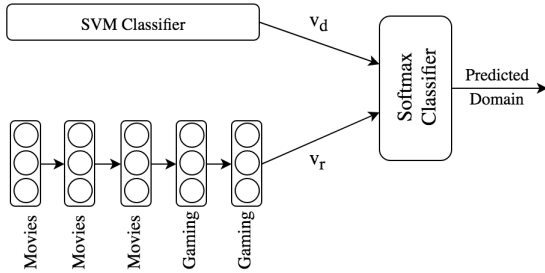 SVM Classifier
v_d
Softmax
Classifier
Predicted
Domain
v_r
Movies
Movies
Movies
Gaming
Gaming